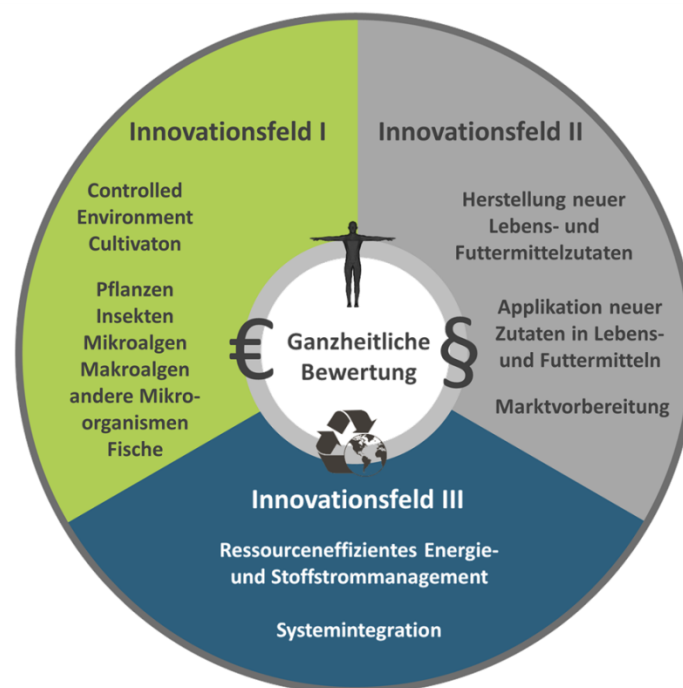 Innovationsfeld I
Controlled
Environment
Cultivaton
Pflanzen
Insekten
Mikroalgen
Makroalgen
andere Mikro-
organismen
Fische
Innovationsfeld II
Herstellung neuer
Lebens- und
Futtermittelzutaten
Applikation neuer
Zutaten in Lebens-
und Futtermitteln
Marktvorbereitung
€
Ganzheitliche
Bewertung
§
Innovationsfeld III
Ressourceneffizientes Energie-
und Stoffstrommanagement
Systemintegration